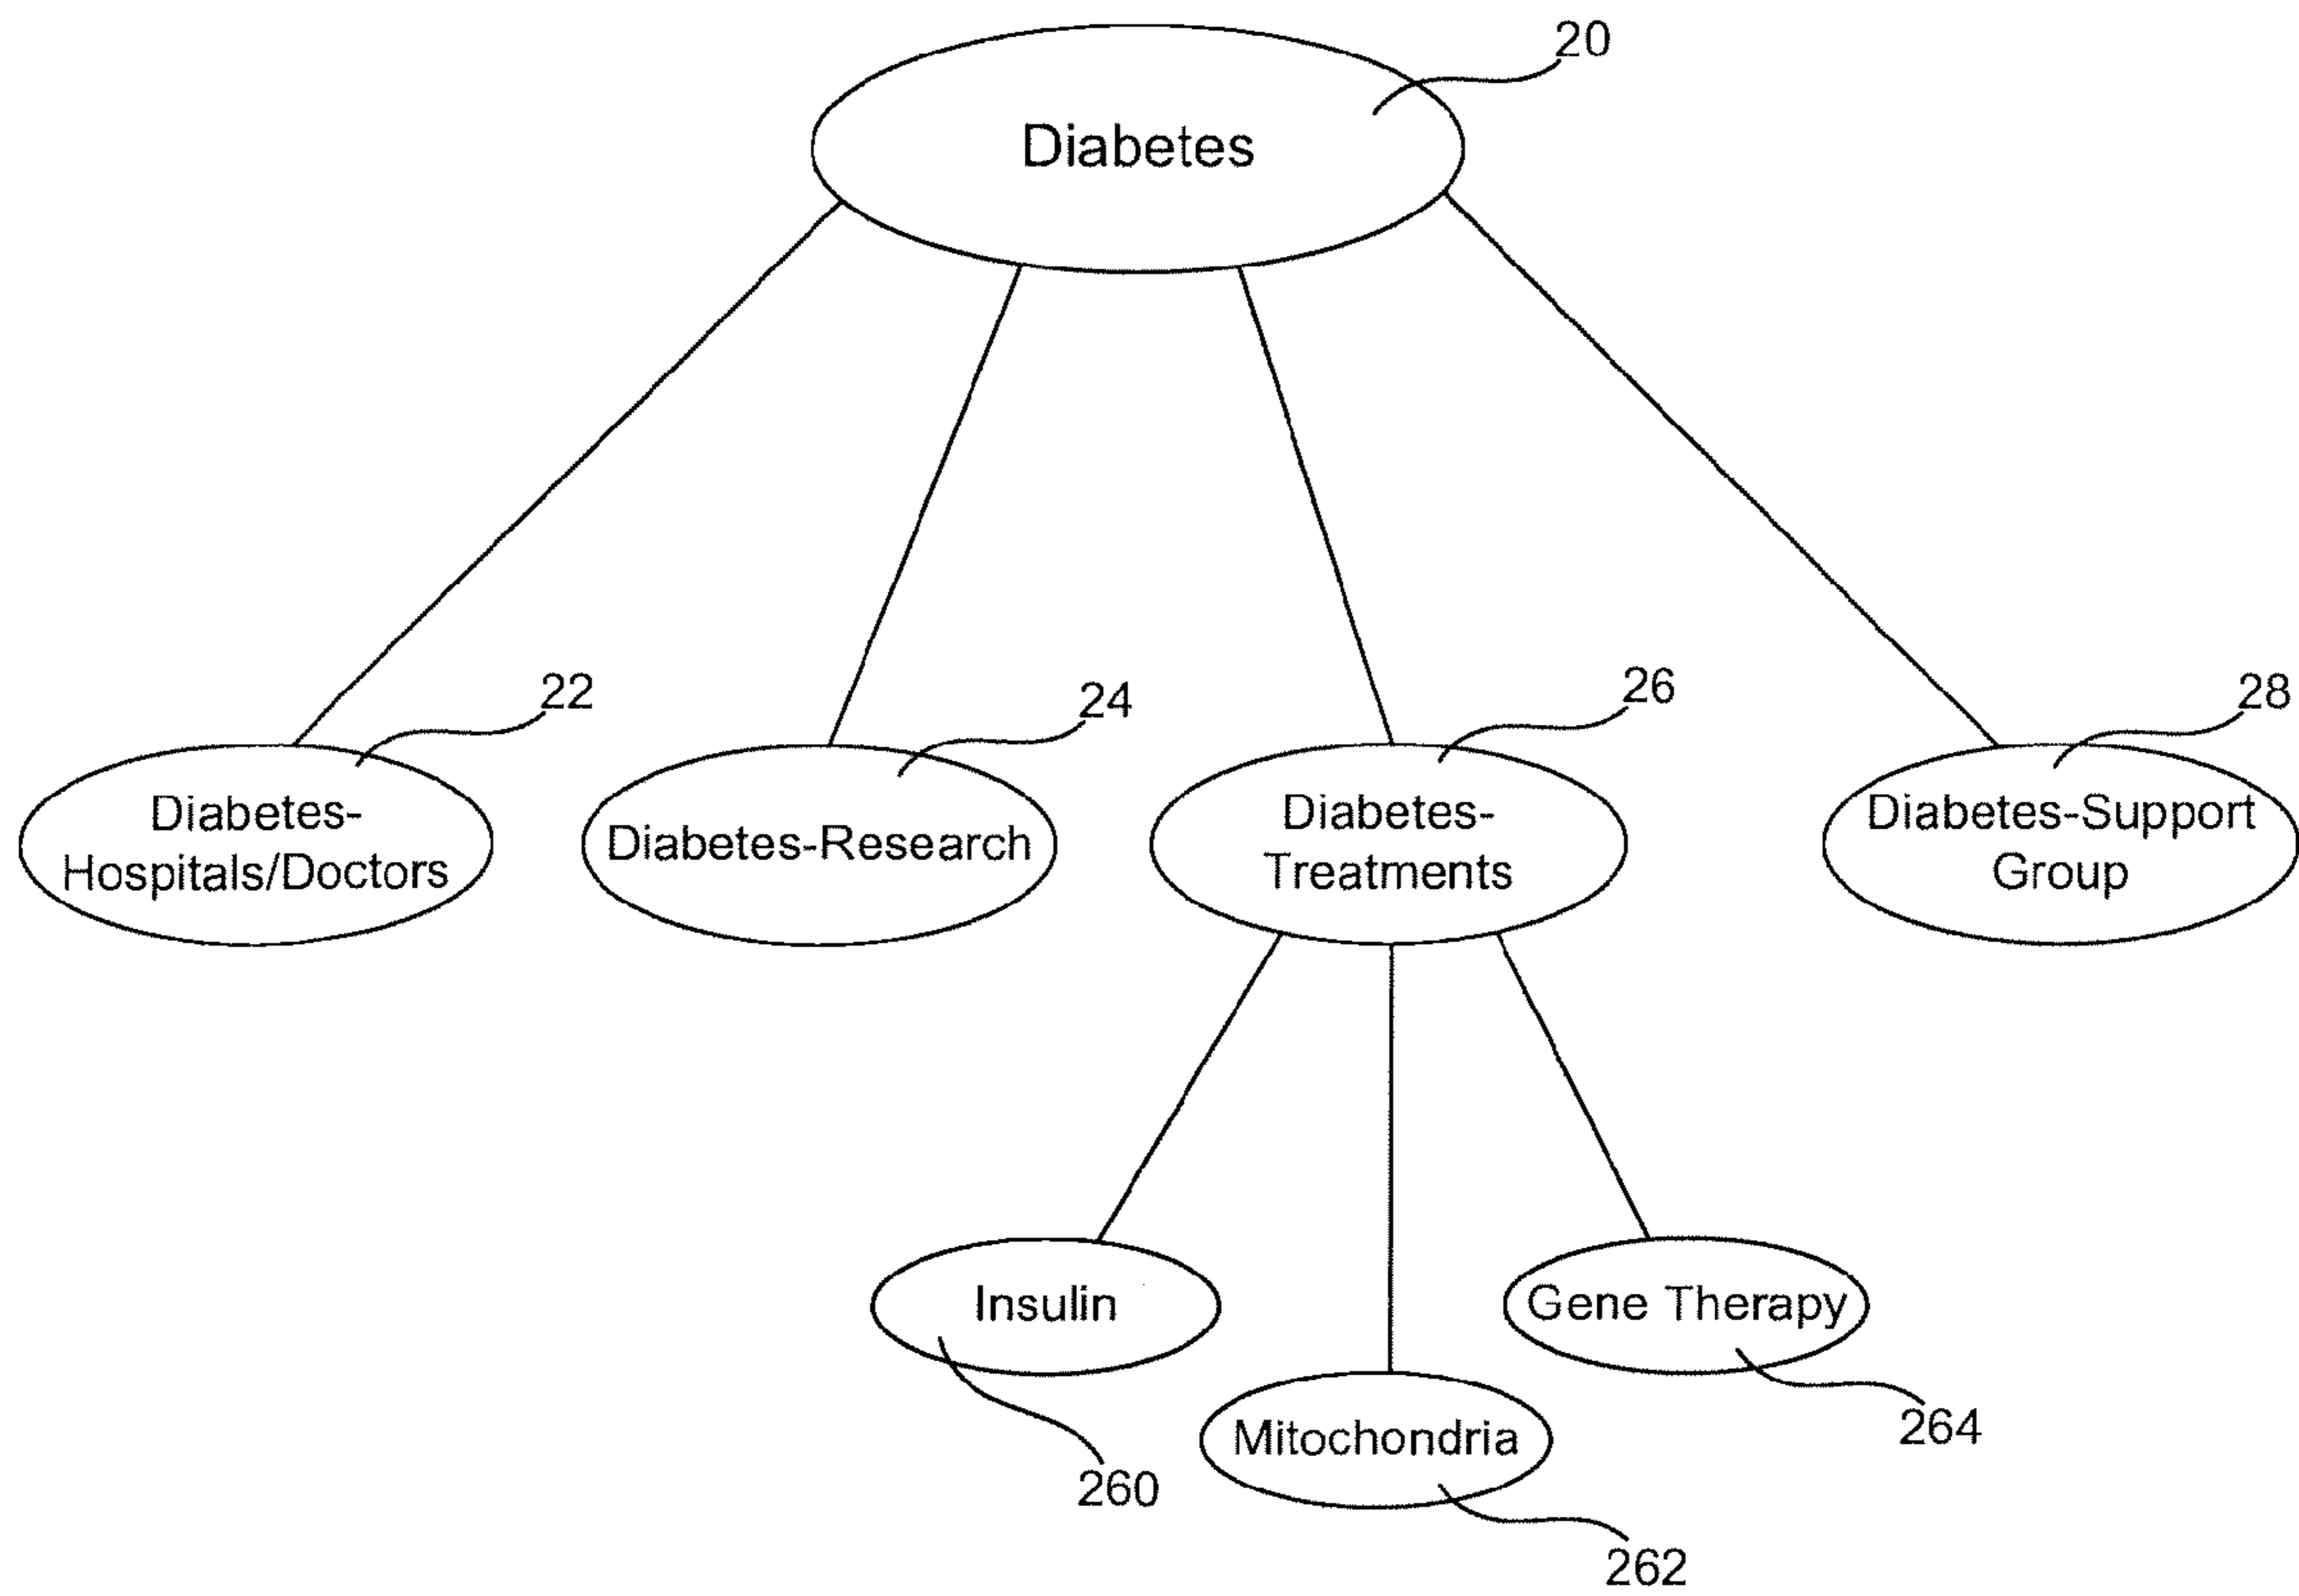 20
Diabetes
22
24
26
28
Diabetes-
Hospitals/Doctors
Diabetes-Research
Diabetes-
Treatments
Diabetes-Support
Group
Insulin
Gene Therapy
Mitochondria
264
260
262